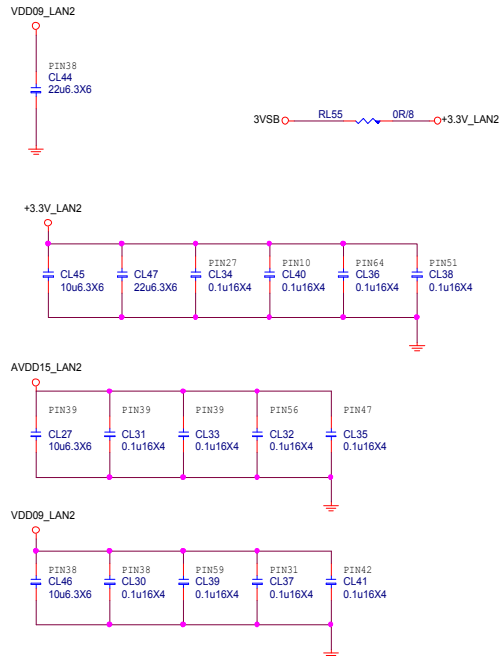 VDD09_LAN2
PIN38
CL44
22u6.3X6
3VSB RL55 0R/8 +3.3V_LAN2
+3.3V_LAN2
PIN27 PIN10 PIN64 PIN51
CL45 CL47 CL34 CL40 CL36 CL38
10u6.3X6 22u6.3X6 0.1u16X4 0.1u16X4 0.1u16X4 0.1u16X4
AVDD15_LAN2
PIN39 PIN39 PIN39 PIN56 PIN47
CL27 CL31 CL33 CL32 CL35
10u6.3X6 0.1u16X4 0.1u16X4 0.1u16X4 0.1u16X4
VDD09_LAN2
PIN38 PIN38 PIN59 PIN31 PIN42
CL46 CL30 CL39 CL37 CL41
10u6.3X6 0.1u16X4 0.1u16X4 0.1u16X4 0.1u16X4